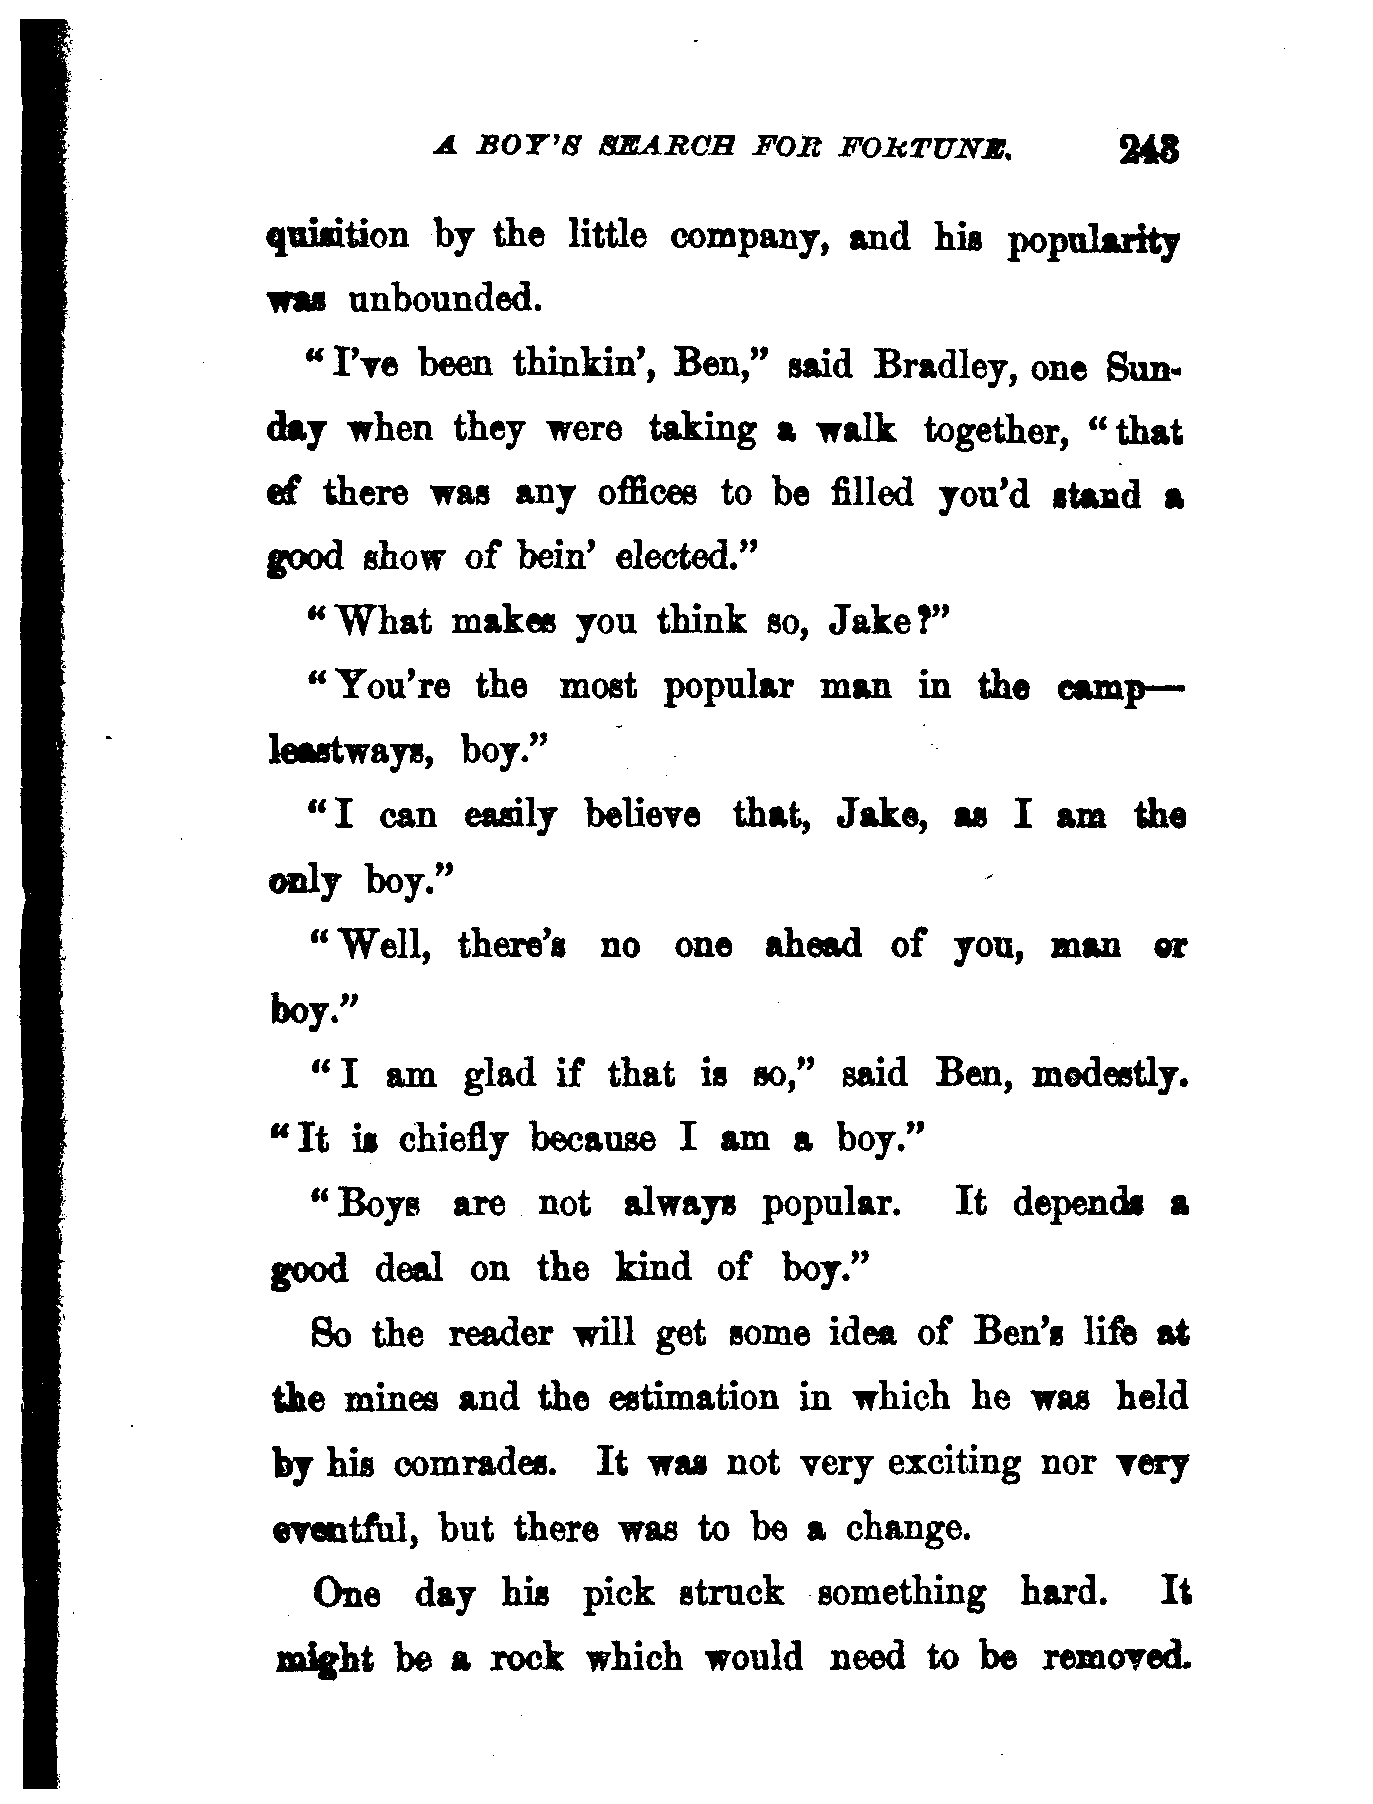 A BOY'S SEARCH FOR FORTUNE. 243
quisition by the little company, and his popularity
was unbounded.
“I've been thinkin', Ben,” said Bradley, one Sun-
day when they were taking a walk together, “that
ef there was any offices to be filled you'd stand a
good show of bein' elected.”
“What makes you think so, Jake?”
“You're the most popular man in the camp—
leastways, boy.”
“I can easily believe that, Jake, as I am the
only boy.”
“Well, there's no one ahead of you, man or
boy.”
“I am glad if that is so,” said Ben, modestly.
“It is chiefly because I am a boy.”
“Boys are not always popular. It depends a
good deal on the kind of boy.”
So the reader will get some idea of Ben's life at
the mines and the estimation in which he was held
by his comrades. It was not very exciting nor very
eventful, but there was to be a change.
One day his pick struck something hard. It
might be a rock which would need to be removed.